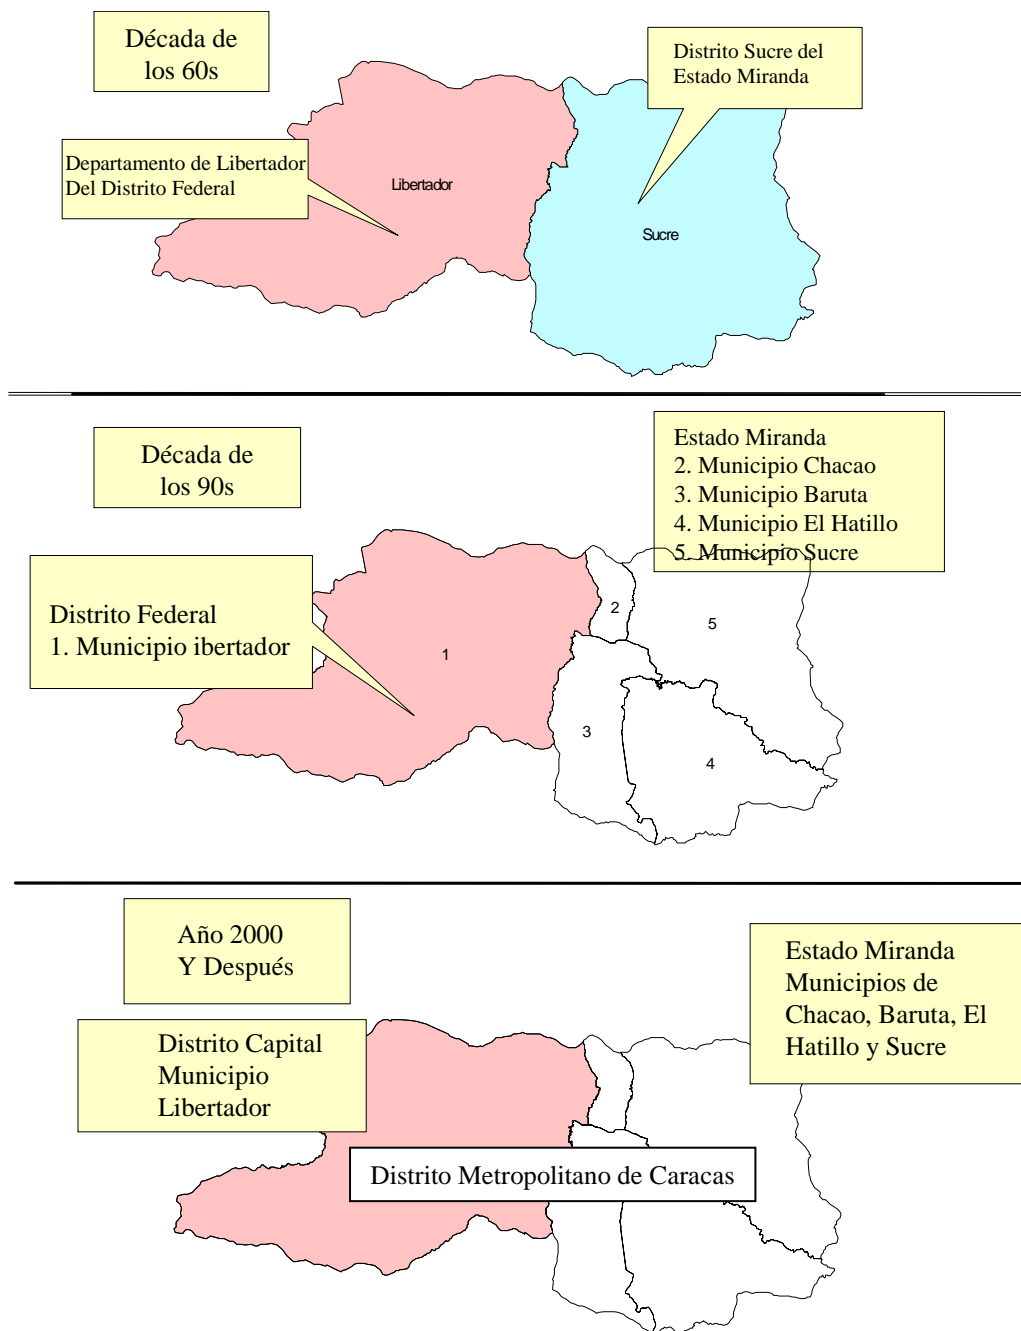 Década de
los 60s
Distrito Sucre del
Estado Miranda
Departamento de Libertador
Del Distrito Federal
Libertador
Sucre
Década de
los 90s
Estado Miranda
2. Municipio Chacao
3. Municipio Baruta
4. Municipio El Hatillo
5. Municipio Sucre
Distrito Federal
1. Municipio ibertador
1
2
5
3
4
Año 2000
Y Después
Estado Miranda
Municipios de
Chacao, Baruta, El
Hatillo y Sucre
Distrito Capital
Municipio
Libertador
Distrito Metropolitano de Caracas